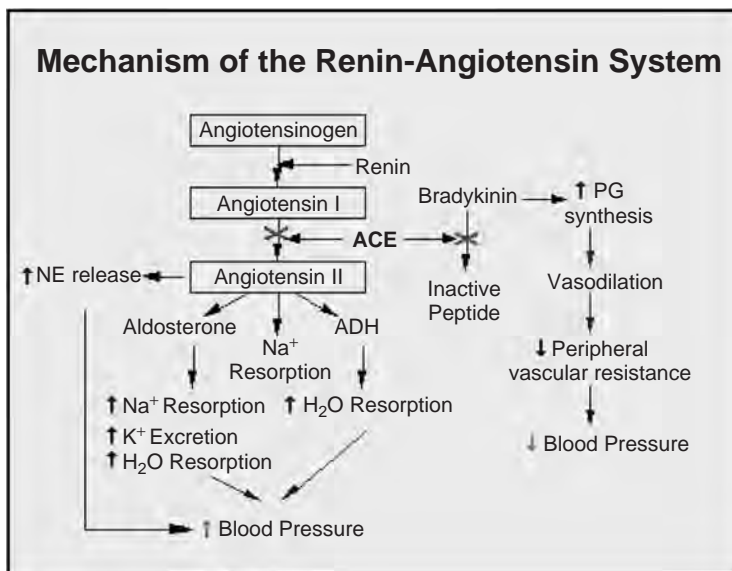 Mechanism of the Renin-Angiotensin System
Angiotensinogen
Renin
Angiotensin I
Bradykinin
↑ PG
synthesis
ACE
↑NE release
Angiotensin II
Inactive
Peptide
Vasodilation
Aldosterone
Na⁺
Resorption
ADH
↓ Peripheral
vascular resistance
↑ Na⁺ Resorption
↑ K⁺ Excretion
↑ H₂O Resorption
↑ H₂O Resorption
↓ Blood Pressure
↑ Blood Pressure